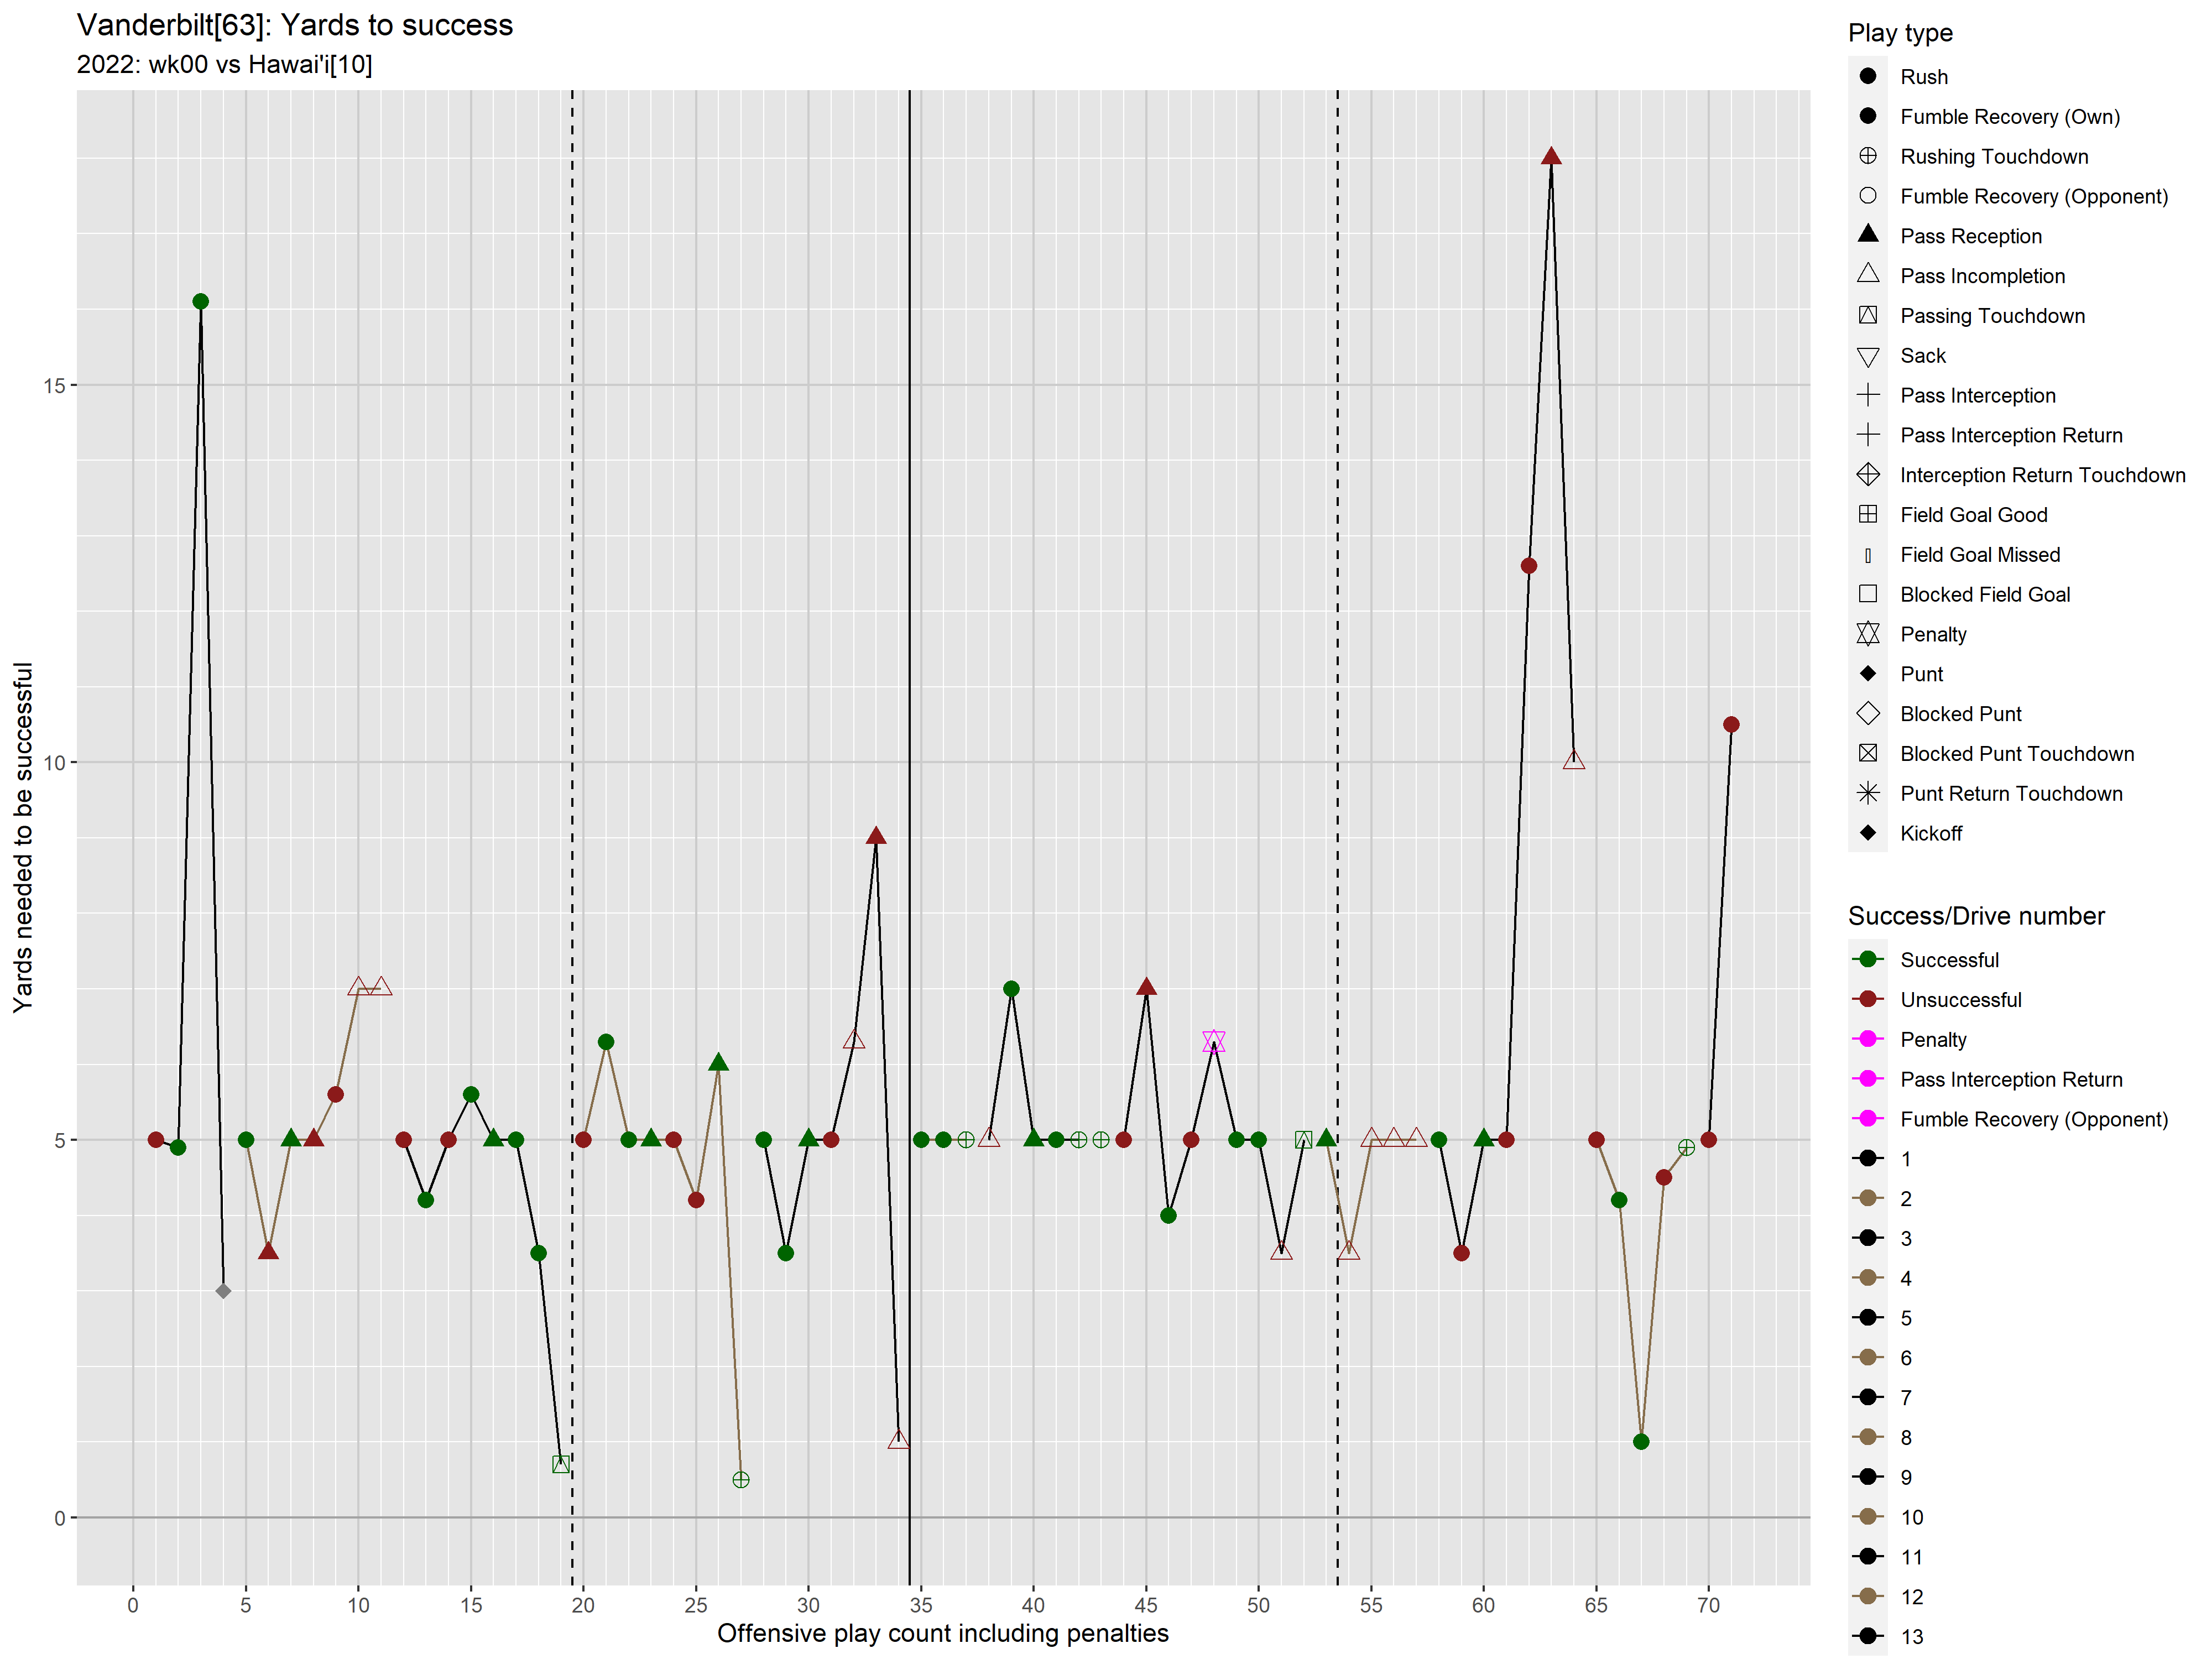 Vanderbilt[63]: Yards to success
2022: wk00 vs Hawai'i[10]
Yards needed to be successful
15
10
5
0
0 5 10 15 20 25 30 35 40 45 50 55 60 65 70
Offensive play count including penalties
Play type
Rush
Fumble Recovery (Own)
Rushing Touchdown
Fumble Recovery (Opponent)
Pass Reception
Pass Incompletion
Passing Touchdown
Sack
Pass Interception
Pass Interception Return
Interception Return Touchdown
Field Goal Good
Field Goal Missed
Blocked Field Goal
Penalty
Punt
Blocked Punt
Blocked Punt Touchdown
Punt Return Touchdown
Kickoff
Success/Drive number
Successful
Unsuccessful
Penalty
Pass Interception Return
Fumble Recovery (Opponent)
1
2
3
4
5
6
7
8
9
10
11
12
13